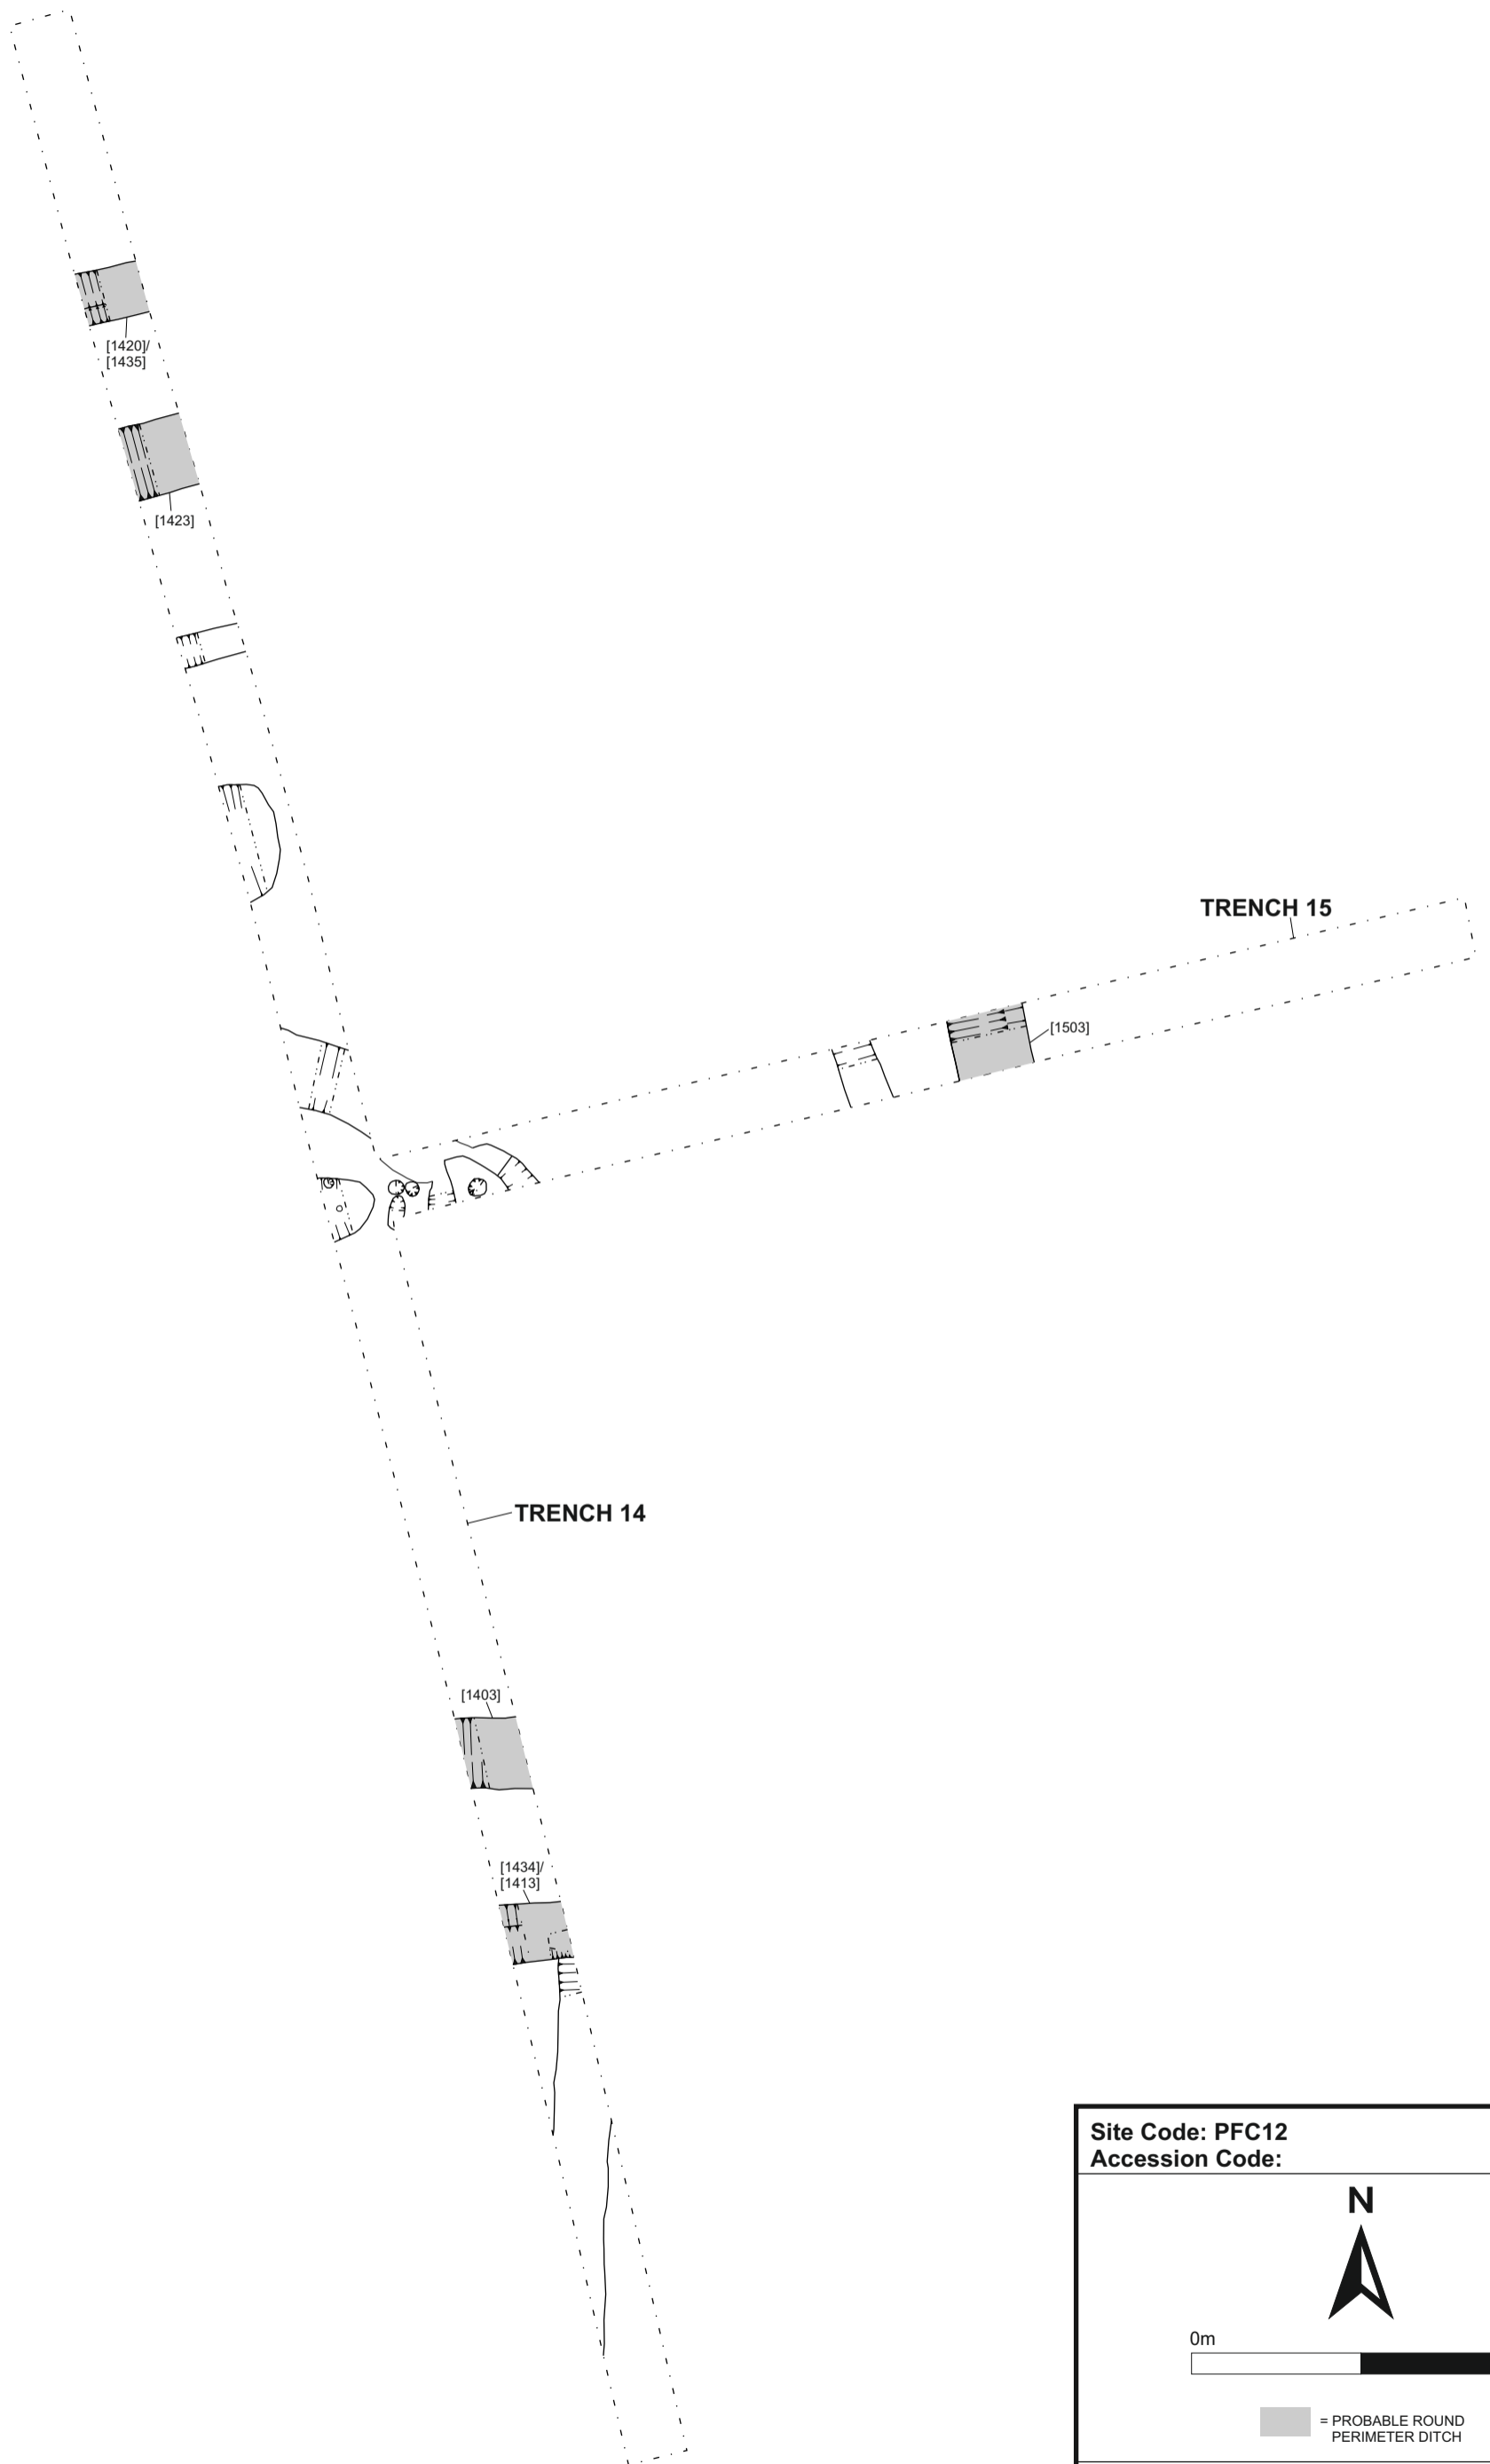 [1420]/
[1435]
[1423]
TRENCH 15
[1503]
TRENCH 14
[1403]
[1434]/
[1413]
Site Code: PFC12
Accession Code:
N
0m
= PROBABLE ROUND
PERIMETER DITCH